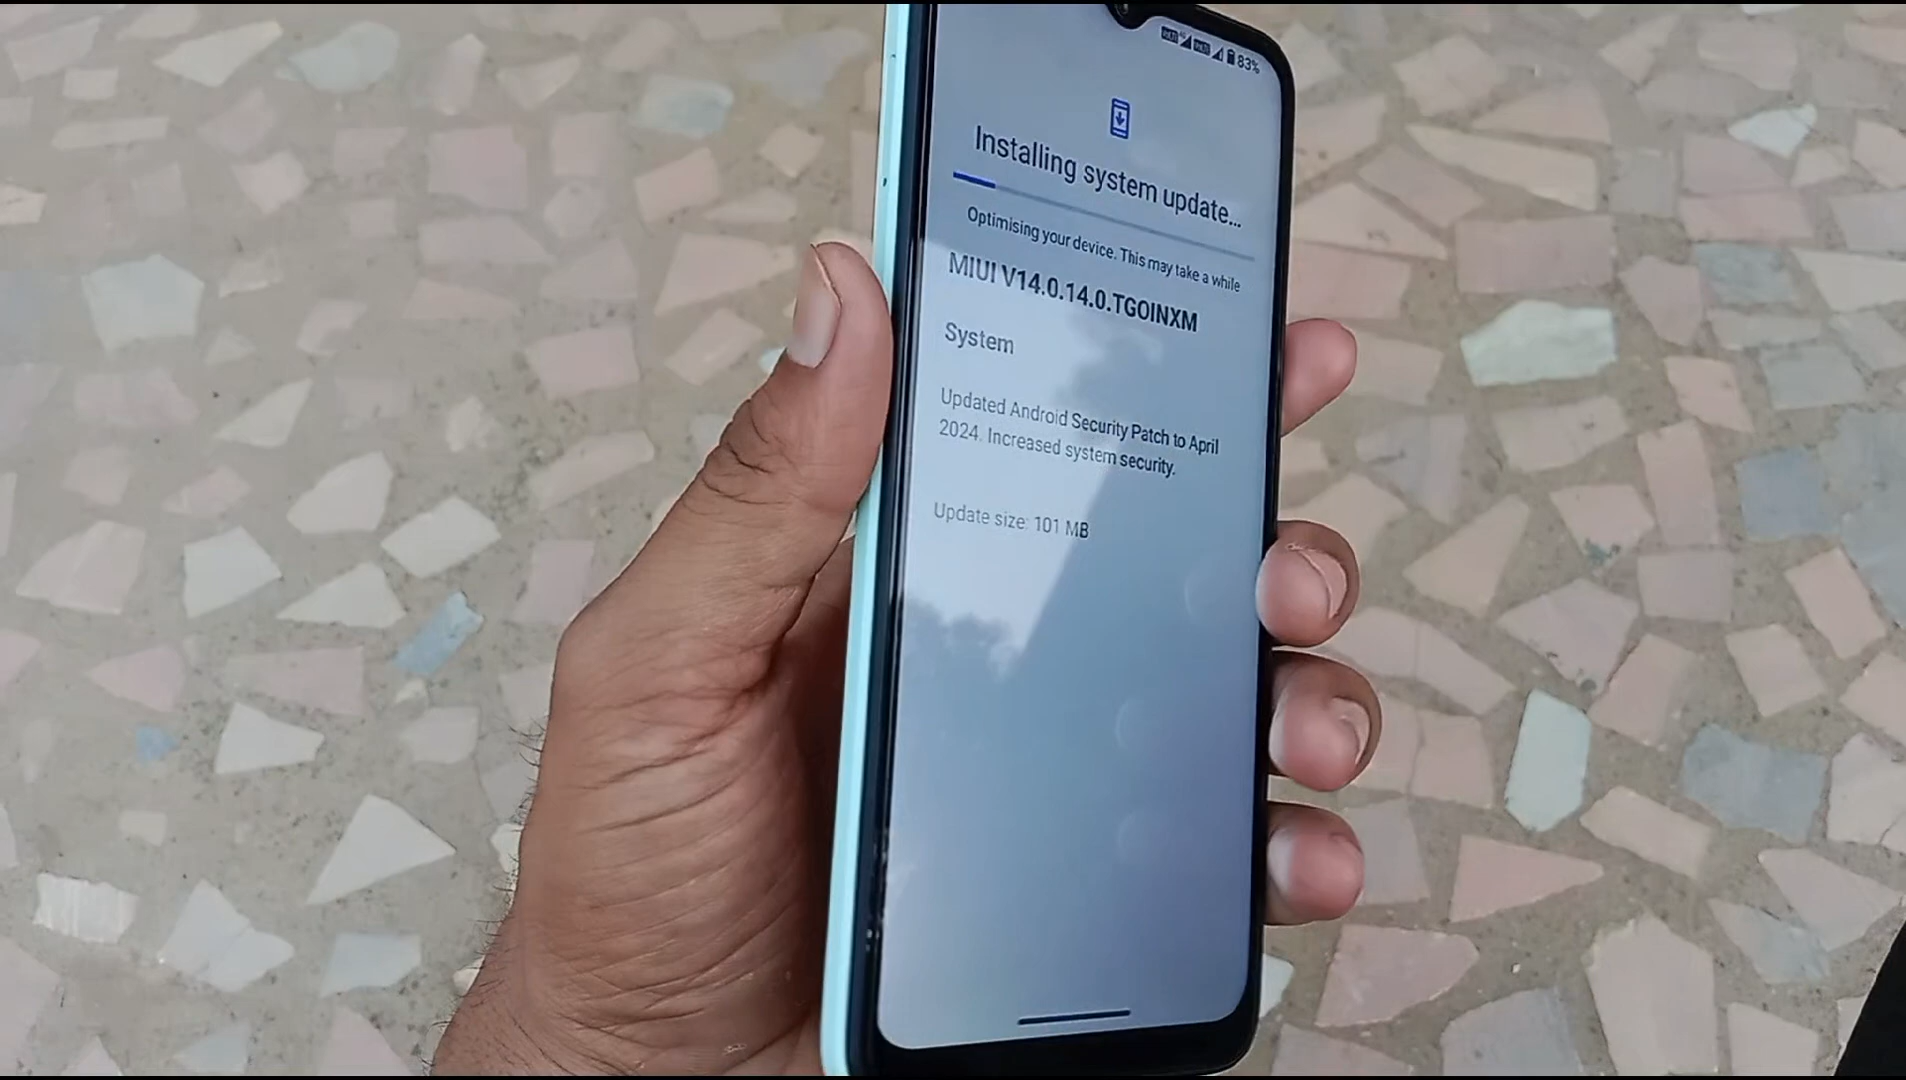 83%
Installing system update...
Optimising your device. This may take a while
MIUI V14.0.14.0.TGOINXM
System
Updated Android Security Patch to April
2024. Increased system security.
Update size: 101 MB